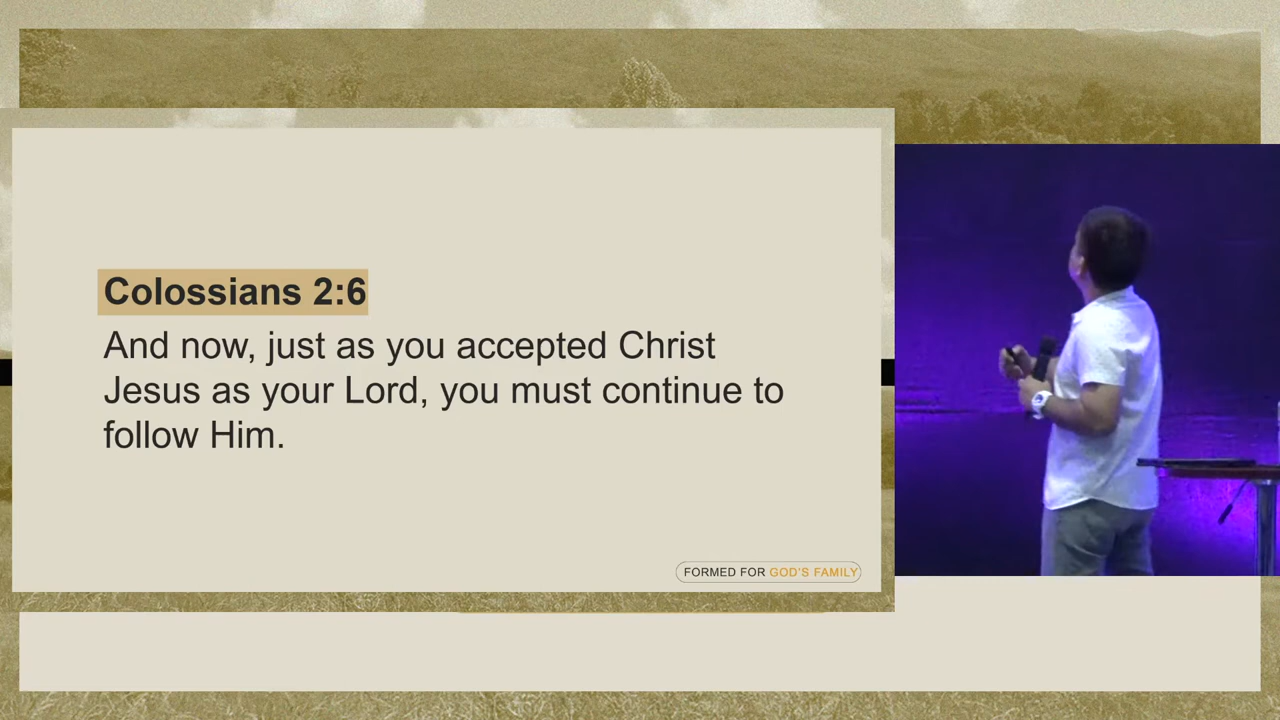 Colossians 2:6
And now, just as you accepted Christ
Jesus as your Lord, you must continue to
follow Him.
FORMED FOR GOD'S FAMILY